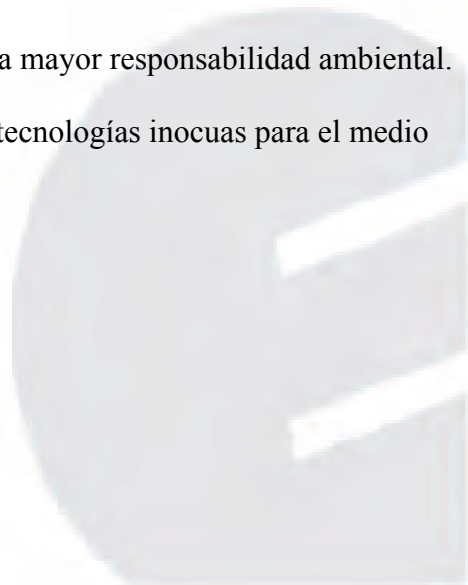 a mayor responsabilidad ambiental.
tecnologías inocuas para el medio